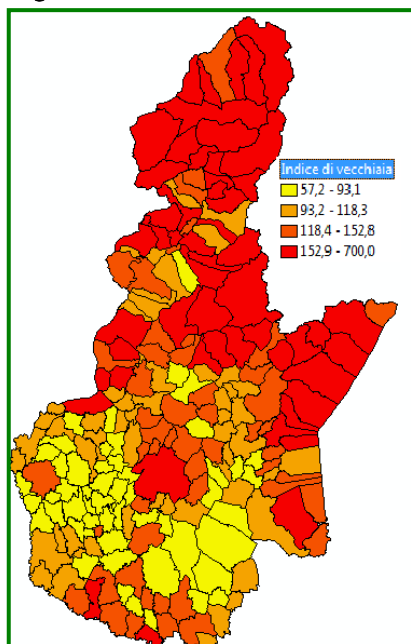 Indice di vecchiaia
57,2 - 93,1
93,2 - 118,3
118,4 - 152,8
152,9 - 700,0